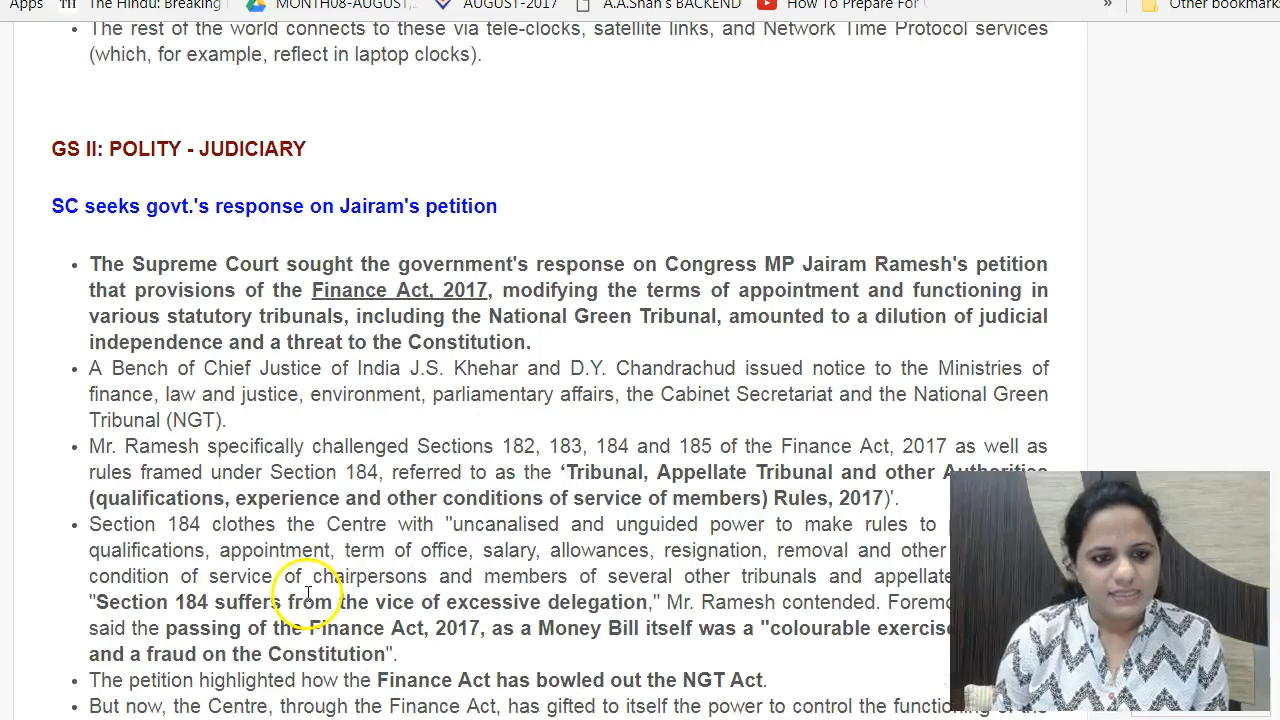 Apps The Hindu: Breaking MONTH08-AUGUST, AUGUST-2017 A.A.Shah's BACKEND How To Prepare For » Other bookmark
The rest of the world connects to these via tele-clocks, satellite links, and Network Time Protocol services
(which, for example, reflect in laptop clocks).
GS II: POLITY - JUDICIARY
SC seeks govt.'s response on Jairam's petition
The Supreme Court sought the government's response on Congress MP Jairam Ramesh's petition
that provisions of the Finance Act, 2017, modifying the terms of appointment and functioning in
various statutory tribunals, including the National Green Tribunal, amounted to a dilution of judicial
independence and a threat to the Constitution.
A Bench of Chief Justice of India J.S. Khehar and D.Y. Chandrachud issued notice to the Ministries of
finance, law and justice, environment, parliamentary affairs, the Cabinet Secretariat and the National Green
Tribunal (NGT).
Mr. Ramesh specifically challenged Sections 182, 183, 184 and 185 of the Finance Act, 2017 as well as
rules framed under Section 184, referred to as the ‘Tribunal, Appellate Tribunal and other Authorities
(qualifications, experience and other conditions of service of members) Rules, 2017)'.
Section 184 clothes the Centre with "uncanalised and unguided power to make rules to
qualifications, appointment, term of office, salary, allowances, resignation, removal and other
condition of service of chairpersons and members of several other tribunals and appellate
"Section 184 suffers from the vice of excessive delegation," Mr. Ramesh contended.
said the passing of the Finance Act, 2017, as a Money Bill itself was a "colourable
and a fraud on the Constitution".
The petition highlighted how the Finance Act has bowled out the NGT Act.
But now, the Centre, through the Finance Act, has gifted to itself the power to control the